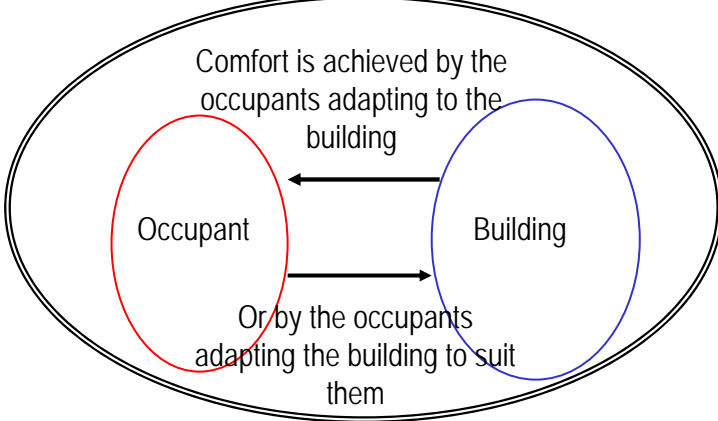 Comfort is achieved by the
occupants adapting to the
building
Occupant
Building
Or by the occupants
adapting the building to suit
them